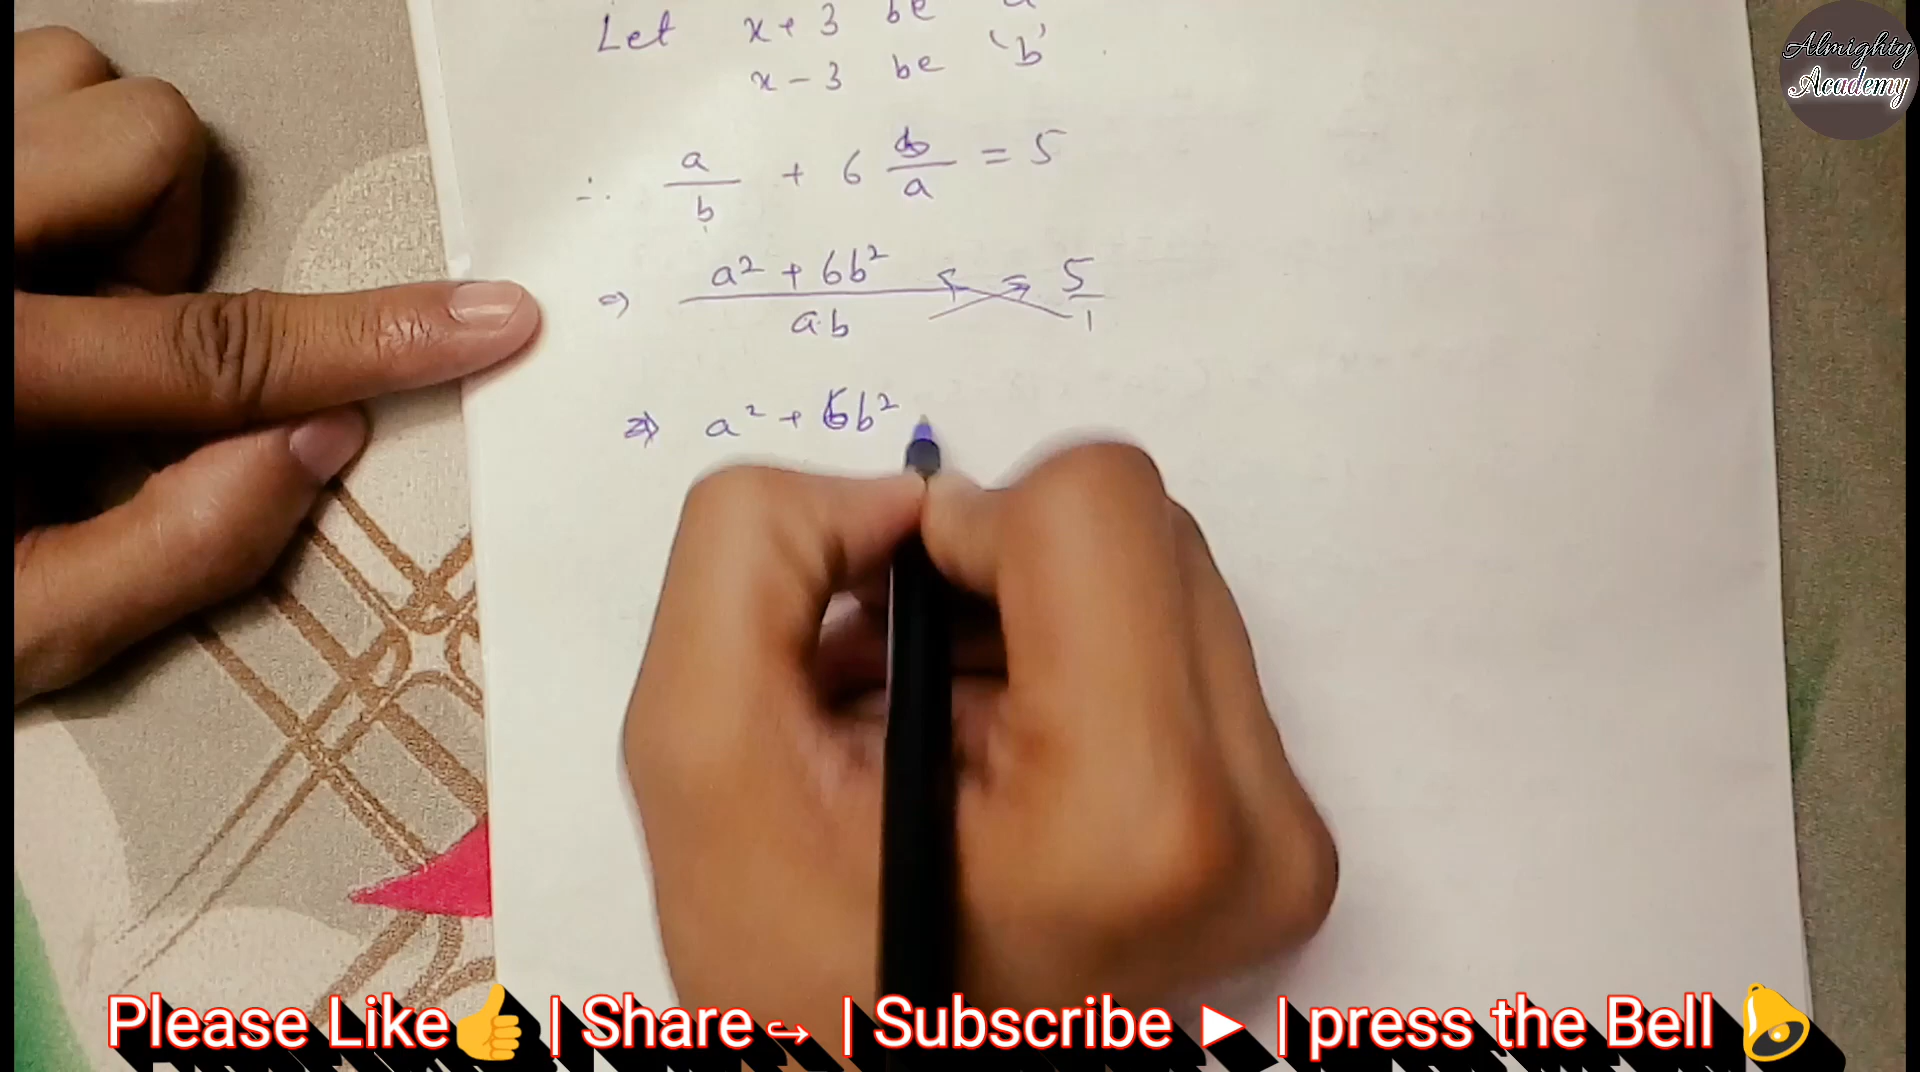 Let x + 3 be a
x - 3 be 'b'
∴ a/b + 6 b/a = 5
⇒ a² + 6b² / ab = 5/1
⇒ a² + 6b²
Almighty
Academy
Please Like👍 | Share↪ | Subscribe ► | press the Bell 🔔